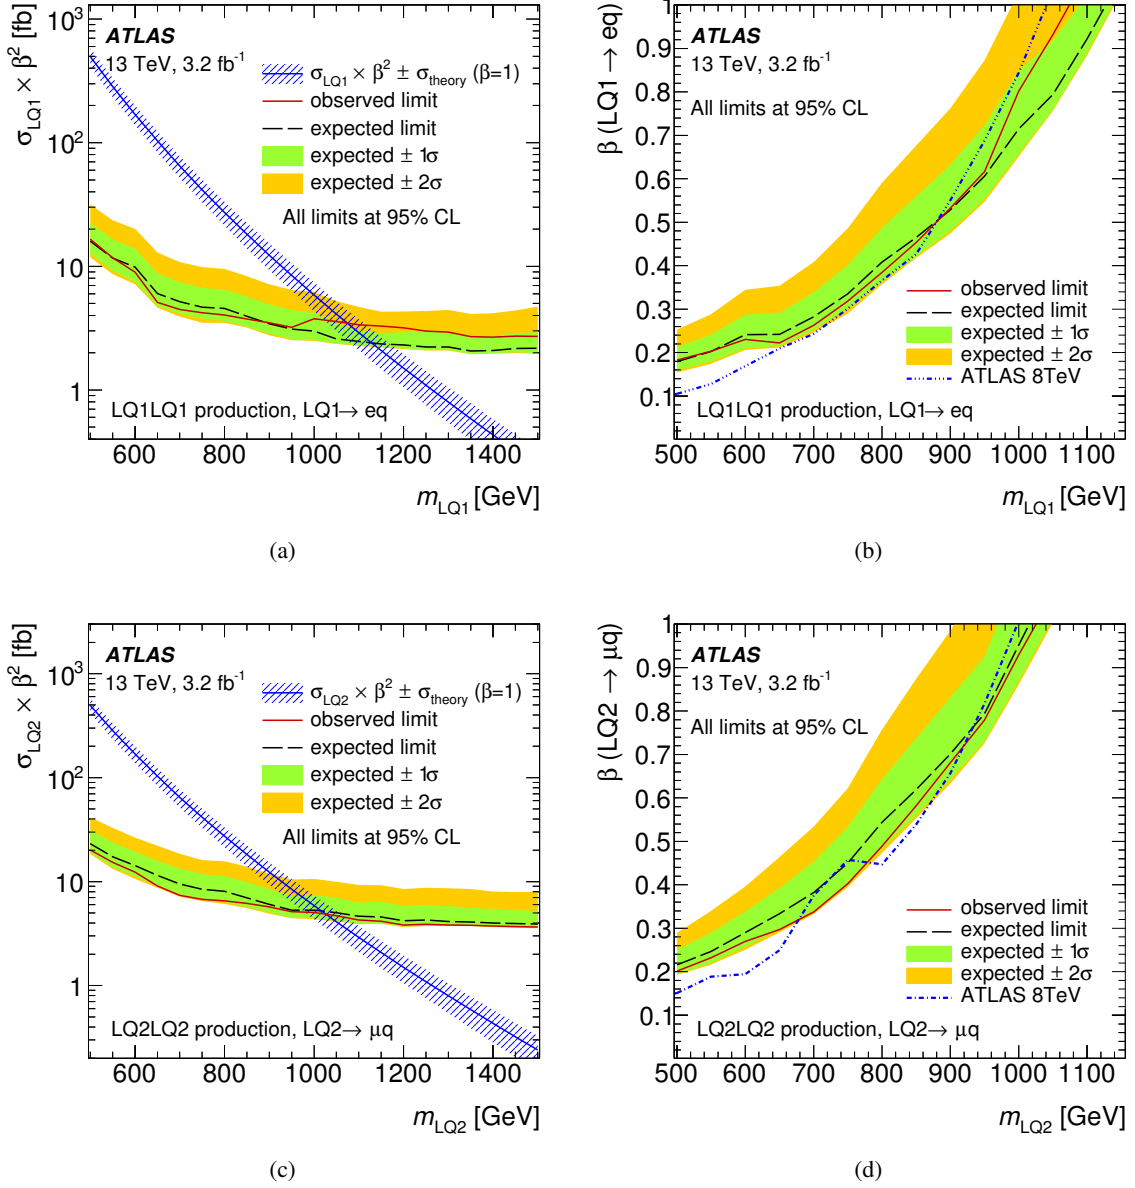 ATLAS
13 TeV, 3.2 fb⁻¹
σ_LQ1 × β² ± σ_theory (β=1)
observed limit
expected limit
expected ± 1σ
expected ± 2σ
All limits at 95% CL
LQ1LQ1 production, LQ1→ eq
σ_LQ1 × β² [fb]
10³
10²
10
1
600 800 1000 1200 1400
m_LQ1 [GeV]
(a)
ATLAS
13 TeV, 3.2 fb⁻¹
All limits at 95% CL
observed limit
expected limit
expected ± 1σ
expected ± 2σ
ATLAS 8TeV
LQ1LQ1 production, LQ1→ eq
β (LQ1 → eq)
1
0.9
0.8
0.7
0.6
0.5
0.4
0.3
0.2
0.1
500 600 700 800 900 1000 1100
m_LQ1 [GeV]
(b)
ATLAS
13 TeV, 3.2 fb⁻¹
σ_LQ2 × β² ± σ_theory (β=1)
observed limit
expected limit
expected ± 1σ
expected ± 2σ
All limits at 95% CL
LQ2LQ2 production, LQ2→ μq
σ_LQ2 × β² [fb]
10³
10²
10
1
600 800 1000 1200 1400
m_LQ2 [GeV]
(c)
ATLAS
13 TeV, 3.2 fb⁻¹
All limits at 95% CL
observed limit
expected limit
expected ± 1σ
expected ± 2σ
ATLAS 8TeV
LQ2LQ2 production, LQ2→ μq
β (LQ2 → μq)
1
0.9
0.8
0.7
0.6
0.5
0.4
0.3
0.2
0.1
500 600 700 800 900 1000 1100
m_LQ2 [GeV]
(d)